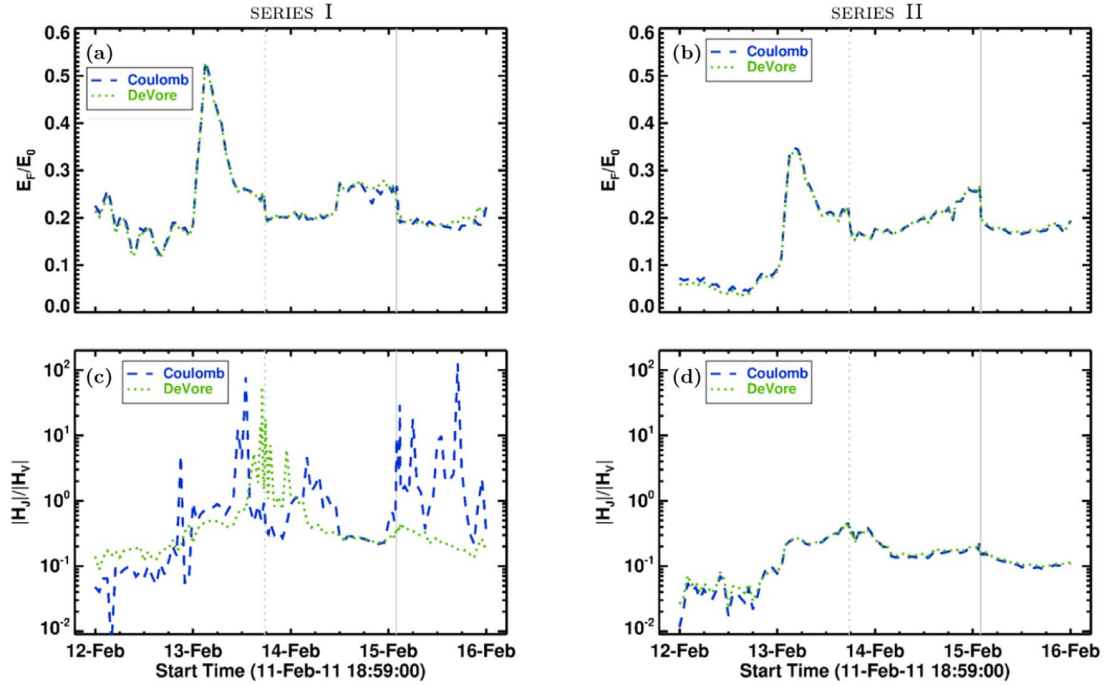 SERIES I
SERIES II
(a)
Coulomb
DeVore
E_F/E_0
0.6
0.5
0.4
0.3
0.2
0.1
0.0
(b)
Coulomb
DeVore
E_F/E_0
0.6
0.5
0.4
0.3
0.2
0.1
0.0
(c)
Coulomb
DeVore
|H_J|/|H_V|
10^2
10^1
10^0
10^-1
10^-2
12-Feb 13-Feb 14-Feb 15-Feb 16-Feb
Start Time (11-Feb-11 18:59:00)
(d)
Coulomb
DeVore
|H_J|/|H_V|
10^2
10^1
10^0
10^-1
10^-2
12-Feb 13-Feb 14-Feb 15-Feb 16-Feb
Start Time (11-Feb-11 18:59:00)